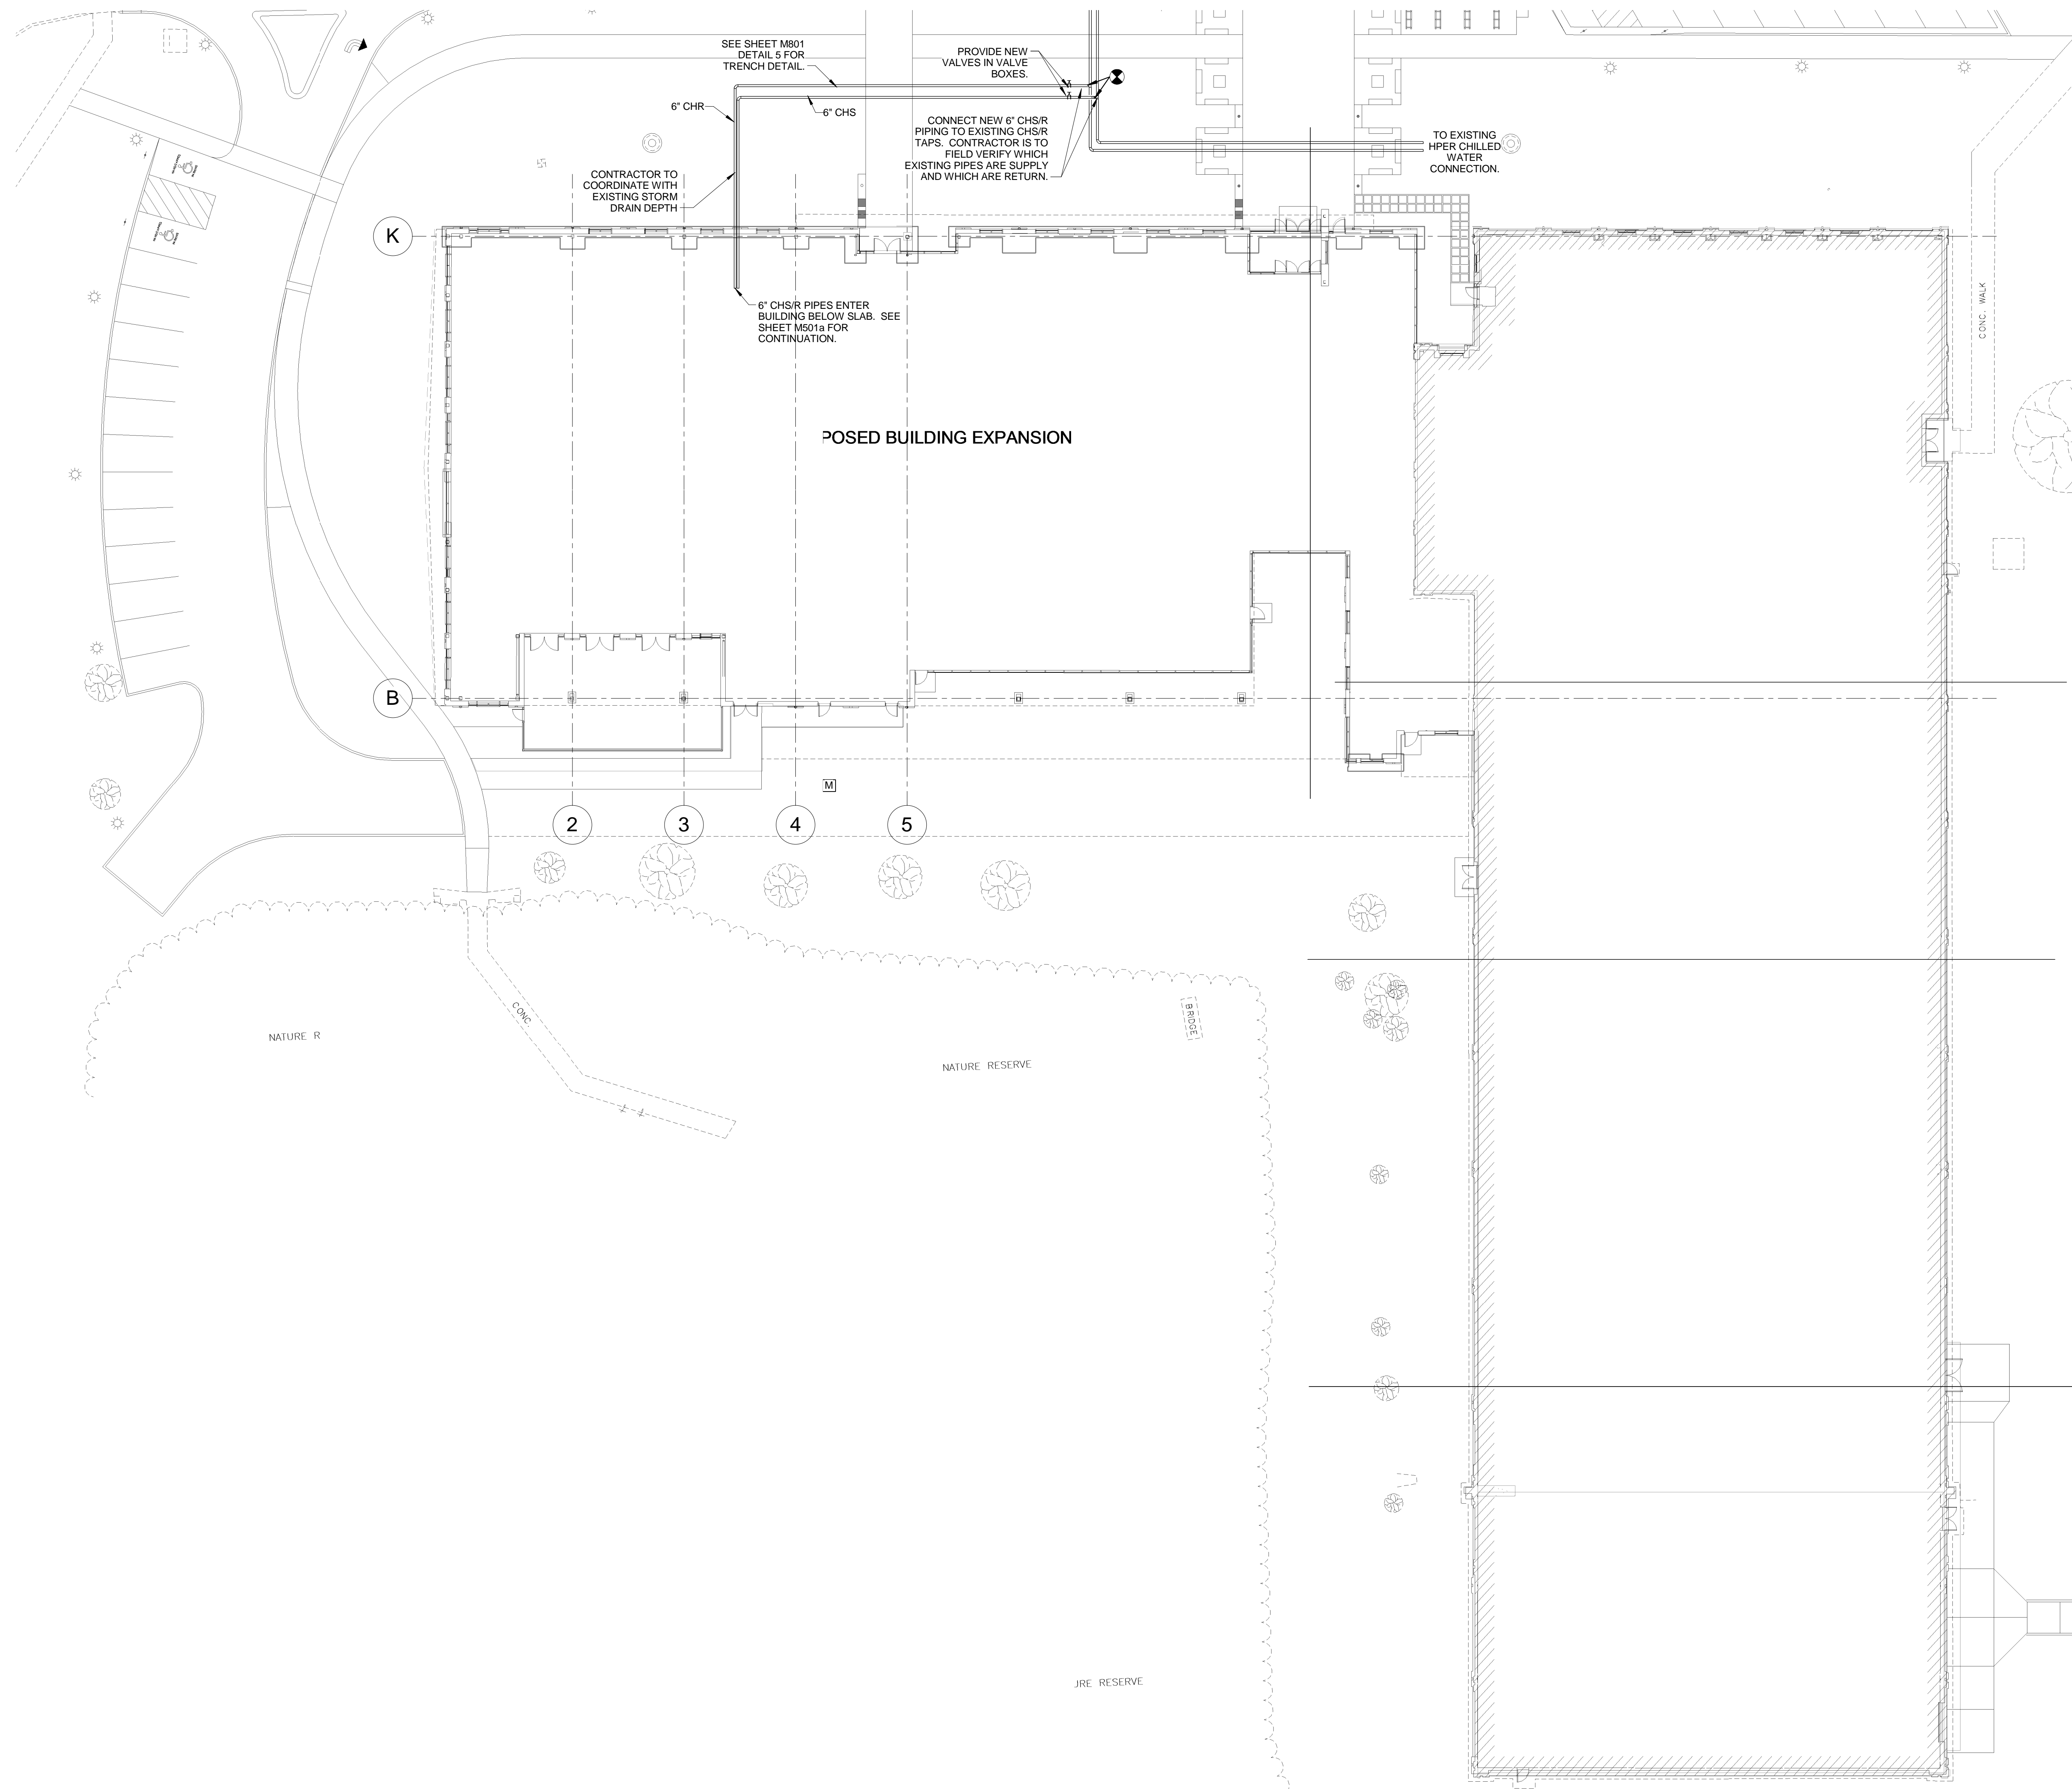 SEE SHEET M801
DETAIL 5 FOR
TRENCH DETAIL.
PROVIDE NEW
VALVES IN VALVE
BOXES.
6" CHR
6" CHS
CONNECT NEW 6" CHS/R
PIPING TO EXISTING CHS/R
TAPS. CONTRACTOR IS TO
FIELD VERIFY WHICH
EXISTING PIPES ARE SUPPLY
AND WHICH ARE RETURN.
TO EXISTING
HPER CHILLED
WATER
CONNECTION.
CONTRACTOR TO
COORDINATE WITH
EXISTING STORM
DRAIN DEPTH
K
6" CHS/R PIPES ENTER
BUILDING BELOW SLAB. SEE
SHEET M501a FOR
CONTINUATION.
CONC. WALK
POSED BUILDING EXPANSION
B
M
2
3
4
5
CONC.
BRIDGE
NATURE R
NATURE RESERVE
JRE RESERVE